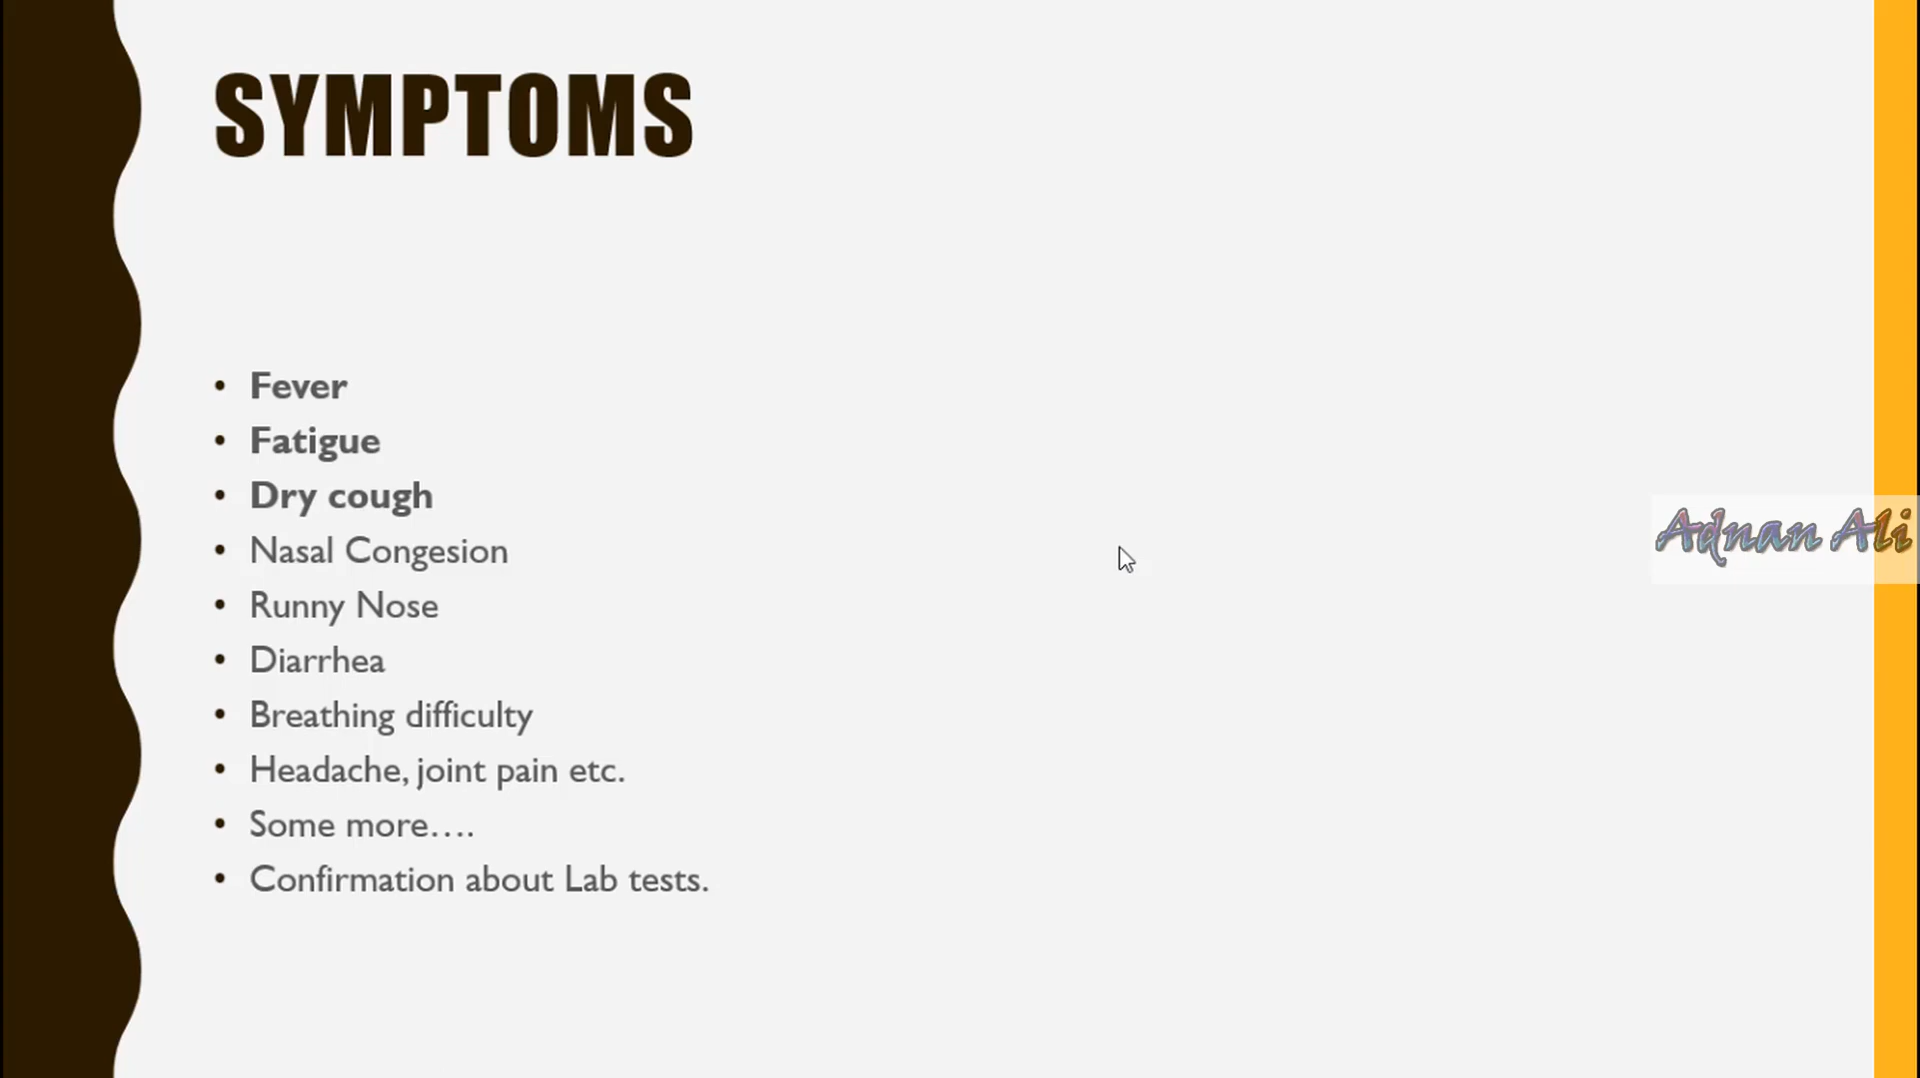 SYMPTOMS
• Fever
• Fatigue
• Dry cough
• Nasal Congesion
• Runny Nose
• Diarrhea
• Breathing difficulty
• Headache, joint pain etc.
• Some more….
• Confirmation about Lab tests.
Adnan Ali